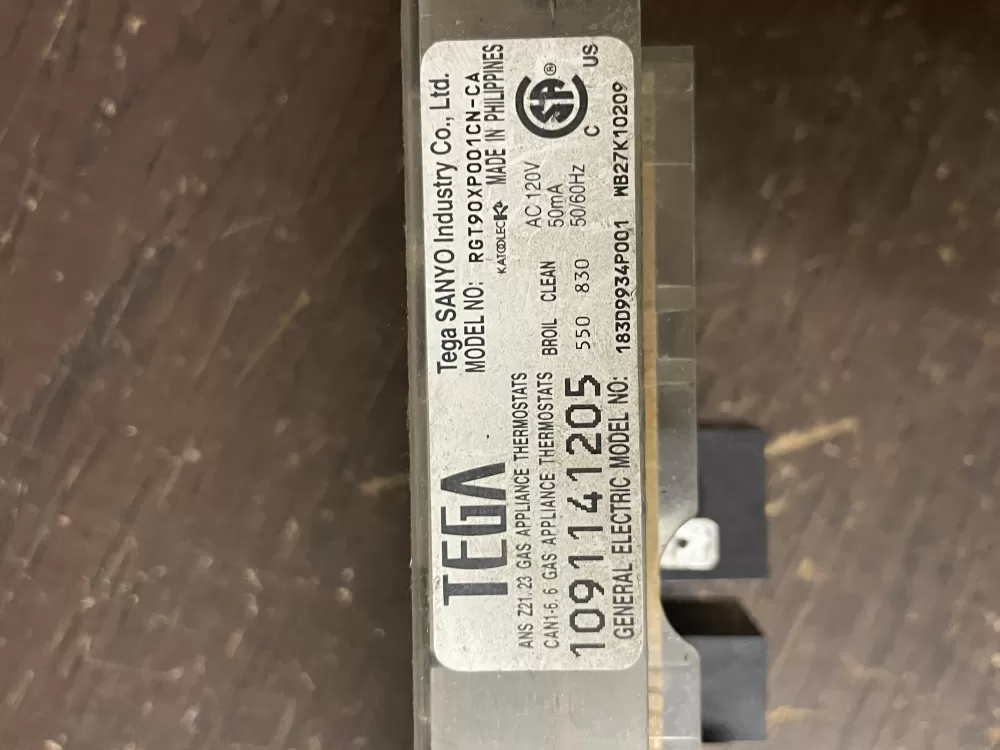 TEGA
Tega SANYO Industry Co., Ltd.
MODEL NO: RGT90XP001CN-CA
KATOOLEC K MADE IN PHILIPPINES
ANS Z21.23 GAS APPLIANCE THERMOSTATS
CAN1-6.6 GAS APPLIANCE THERMOSTATS
BROIL CLEAN AC 120V
550 830 50mA
50/60Hz
SA ®
C US
1091141205
GENERAL ELECTRIC MODEL NO: 183D9934P001 WB27K10209